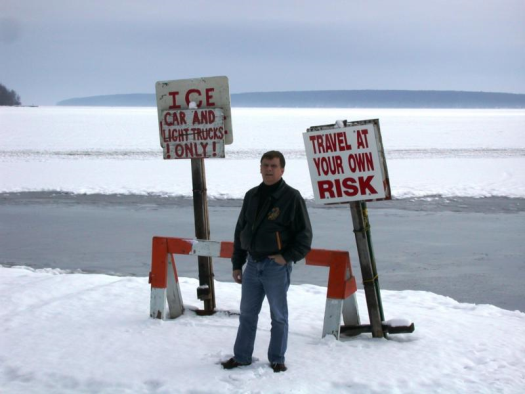 ICE
CAR AND
LIGHT TRUCKS
! ONLY!
TRAVEL AT
YOUR OWN
RISK